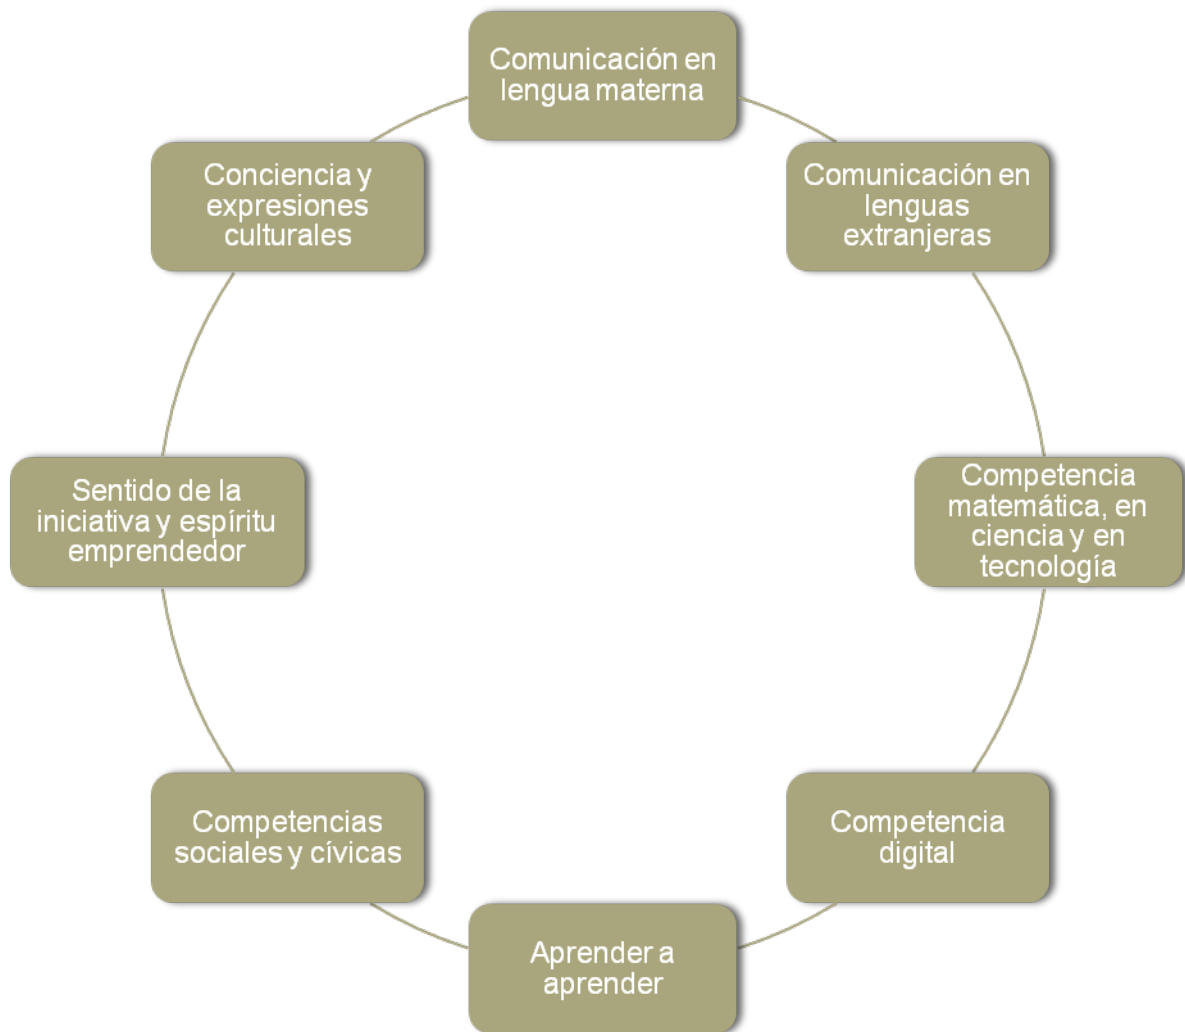 Comunicación en
lengua materna
Comunicación en
lenguas
extranjeras
Competencia
matemática, en
ciencia y en
tecnología
Competencia
digital
Aprender a
aprender
Competencias
sociales y cívicas
Sentido de la
iniciativa y espíritu
emprendedor
Conciencia y
expresiones
culturales